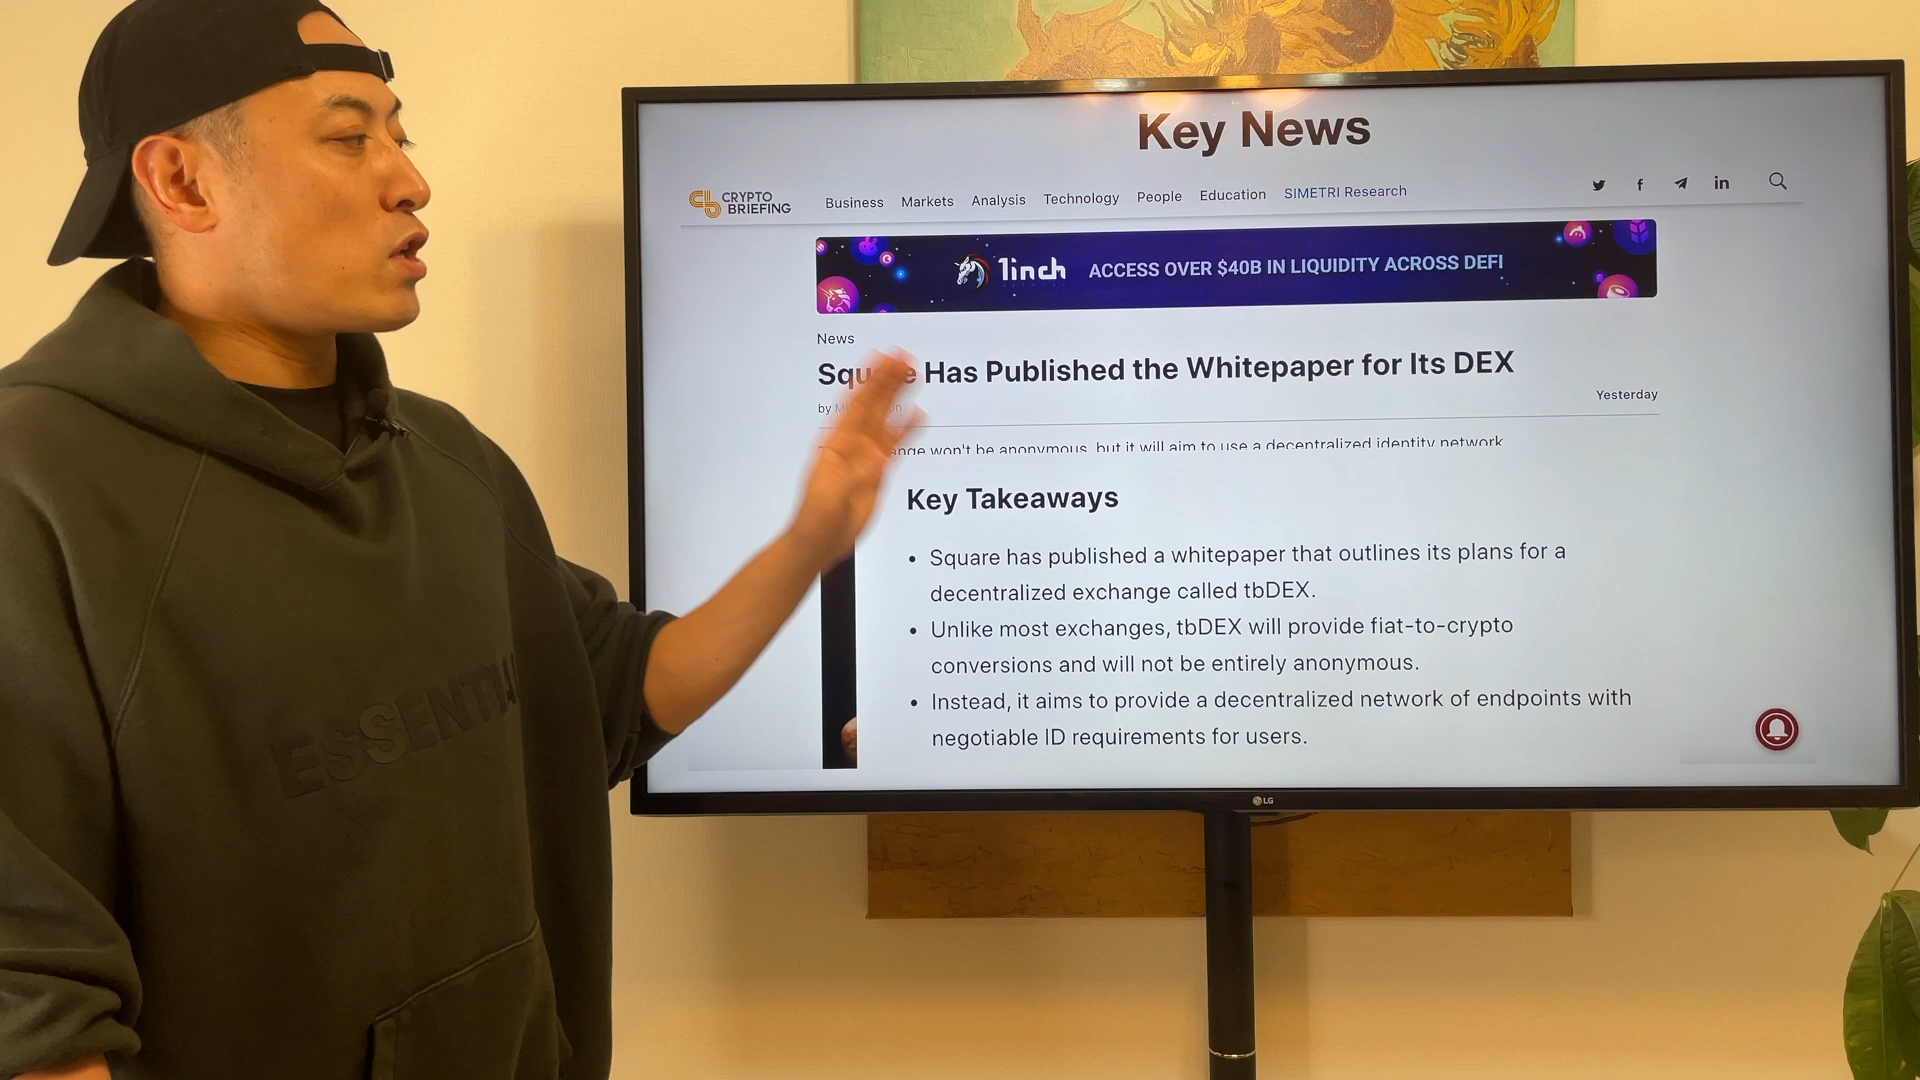 Key News
CRYPTO
BRIEFING
Business Markets Analysis Technology People Education SIMETRI Research
f in
1inch ACCESS OVER $40B IN LIQUIDITY ACROSS DEFI
News
Has Published the Whitepaper for Its DEX
by
Yesterday
won't be anonymous, but it will aim to use a decentralized identity network
Key Takeaways
• Square has published a whitepaper that outlines its plans for a
decentralized exchange called tbDEX.
• Unlike most exchanges, tbDEX will provide fiat-to-crypto
conversions and will not be entirely anonymous.
• Instead, it aims to provide a decentralized network of endpoints with
negotiable ID requirements for users.
LG